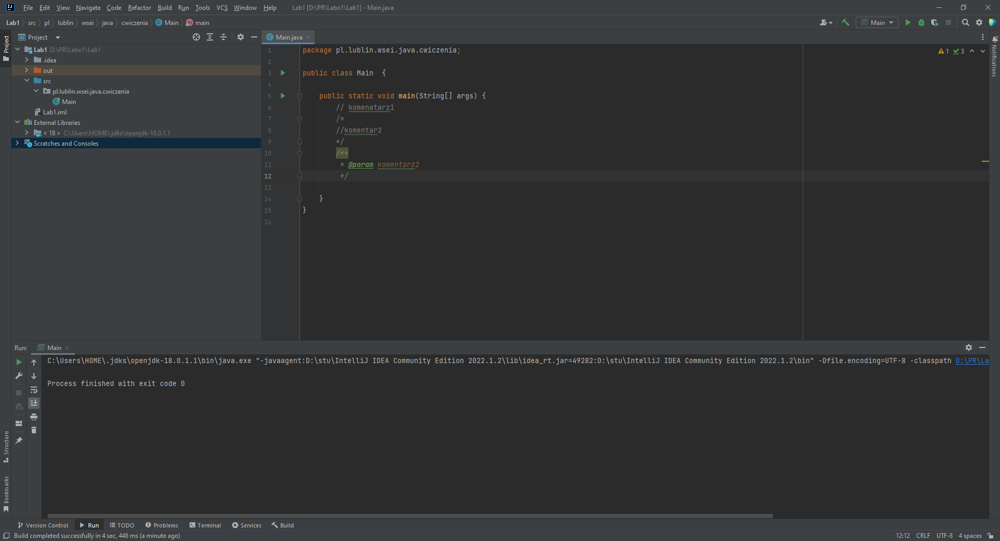 File Edit View Navigate Code Refactor Build Run Tools VCS Window Help Lab1 [D:\PR\Labo1\Lab1] - Main.java
Lab1 src pl lublin wsei java cwiczenia Main main Main
Project
Project
Main.java
Notifications
Lab1 D:\PR\Labo1\Lab1
.idea
out
src
pl.lublin.wsei.java.cwiczenia
Main
Lab1.iml
External Libraries
< 18 > C:\Users\HOME\.jdks\openjdk-18.0.1.1
Scratches and Consoles
1 package pl.lublin.wsei.java.cwiczenia;
1 3
2
3 public class Main  {
4
5 public static void main(String[] args) {
6 // komenatarz1
7 /*
8 //komentar2
9 */
10 /**
11 * @param komentarz2
12 */
13
14 }
15 }
16
Run: Main
C:\Users\HOME\.jdks\openjdk-18.0.1.1\bin\java.exe "-javaagent:D:\stu\IntelliJ IDEA Community Edition 2022.1.2\lib\idea_rt.jar=49282:D:\stu\IntelliJ IDEA Community Edition 2022.1.2\bin" -Dfile.encoding=UTF-8 -classpath D:\PR\La
Process finished with exit code 0
Structure
Bookmarks
Version Control Run TODO Problems Terminal Services Build
Build completed successfully in 4 sec, 448 ms (a minute ago) 12:12 CRLF UTF-8 4 spaces